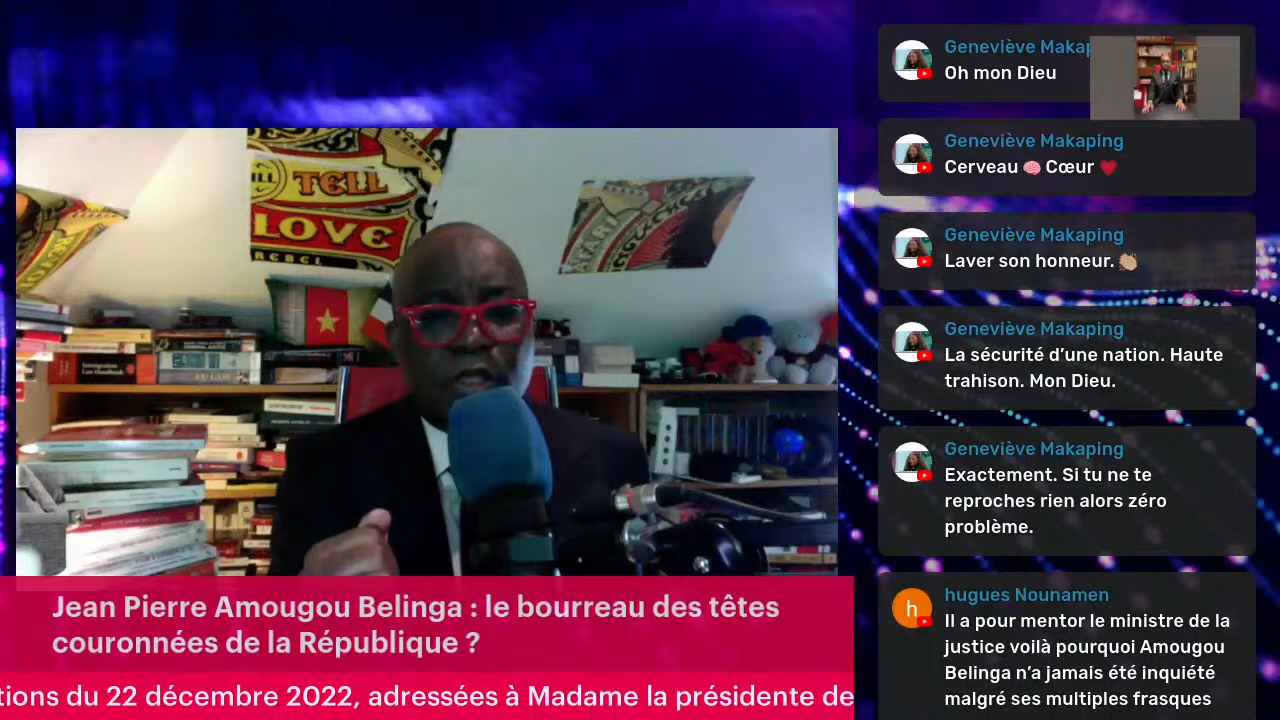 TELL
LOVE
REBEL
EU LAW
Jean Pierre Amougou Belinga : le bourreau des têtes
couronnées de la République ?
tions du 22 décembre 2022, adressées à Madame la présidente de
Geneviève Makap
Oh mon Dieu
Geneviève Makaping
Cerveau 🧠 Cœur ♥️
Geneviève Makaping
Laver son honneur. 👏🏼
Geneviève Makaping
La sécurité d’une nation. Haute
trahison. Mon Dieu.
Geneviève Makaping
Exactement. Si tu ne te
reproches rien alors zéro
problème.
h
hugues Nounamen
Il a pour mentor le ministre de la
justice voilà pourquoi Amougou
Belinga n’a jamais été inquiété
malgré ses multiples frasques